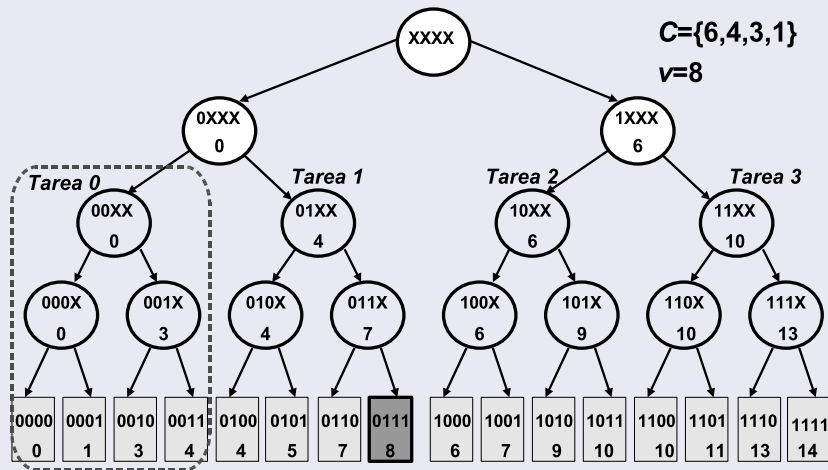 XXXX
C={6,4,3,1}
v=8
0XXX
0
1XXX
6
Tarea 0
Tarea 1
Tarea 2
Tarea 3
00XX
0
01XX
4
10XX
6
11XX
10
000X
0
001X
3
010X
4
011X
7
100X
6
101X
9
110X
10
111X
13
0000
0
0001
1
0010
3
0011
4
0100
4
0101
5
0110
7
0111
8
1000
6
1001
7
1010
9
1011
10
1100
10
1101
11
1110
13
1111
14